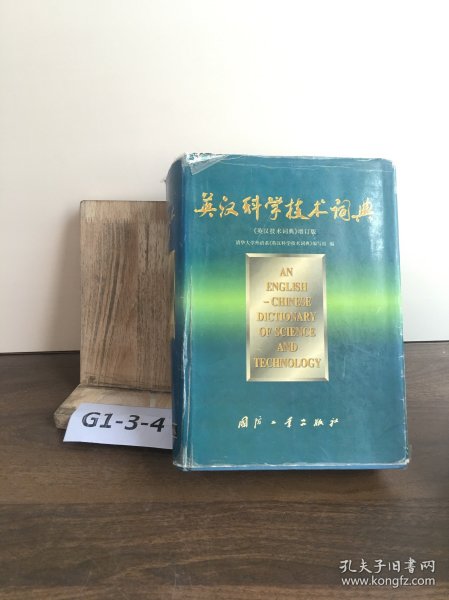 英汉科学技术词典
《英汉技术词典》增订版
清华大学外语系《英汉科学技术词典》编写组 编
AN
ENGLISH
-CHINESE
DICTIONARY
OF SCIENCE
AND
TECHNOLOGY
国防工业出版社
G1-3-4
孔夫子旧书网
www.kongfz.com